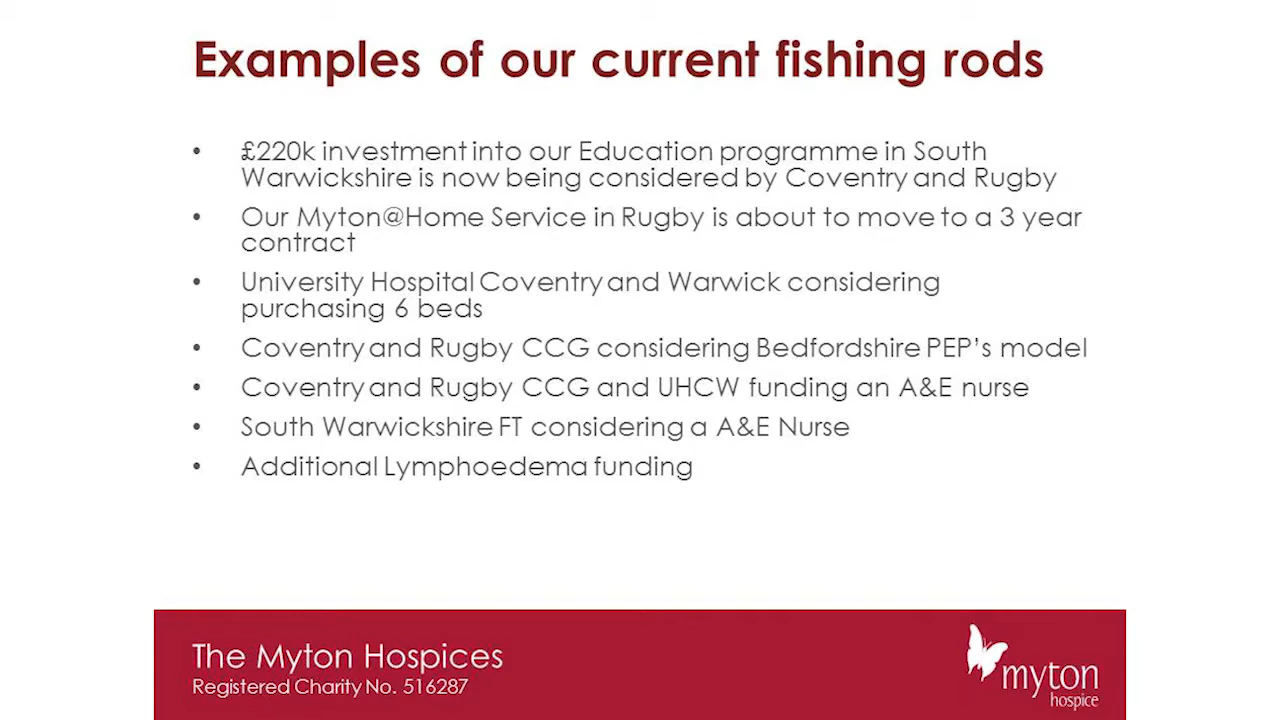 Examples of our current fishing rods
• £220k investment into our Education programme in South
Warwickshire is now being considered by Coventry and Rugby
• Our Myton@Home Service in Rugby is about to move to a 3 year
contract
• University Hospital Coventry and Warwick considering
purchasing 6 beds
• Coventry and Rugby CCG considering Bedfordshire PEP's model
• Coventry and Rugby CCG and UHCW funding an A&E nurse
• South Warwickshire FT considering a A&E Nurse
• Additional Lymphoedema funding
The Myton Hospices
Registered Charity No. 516287
myton
hospice